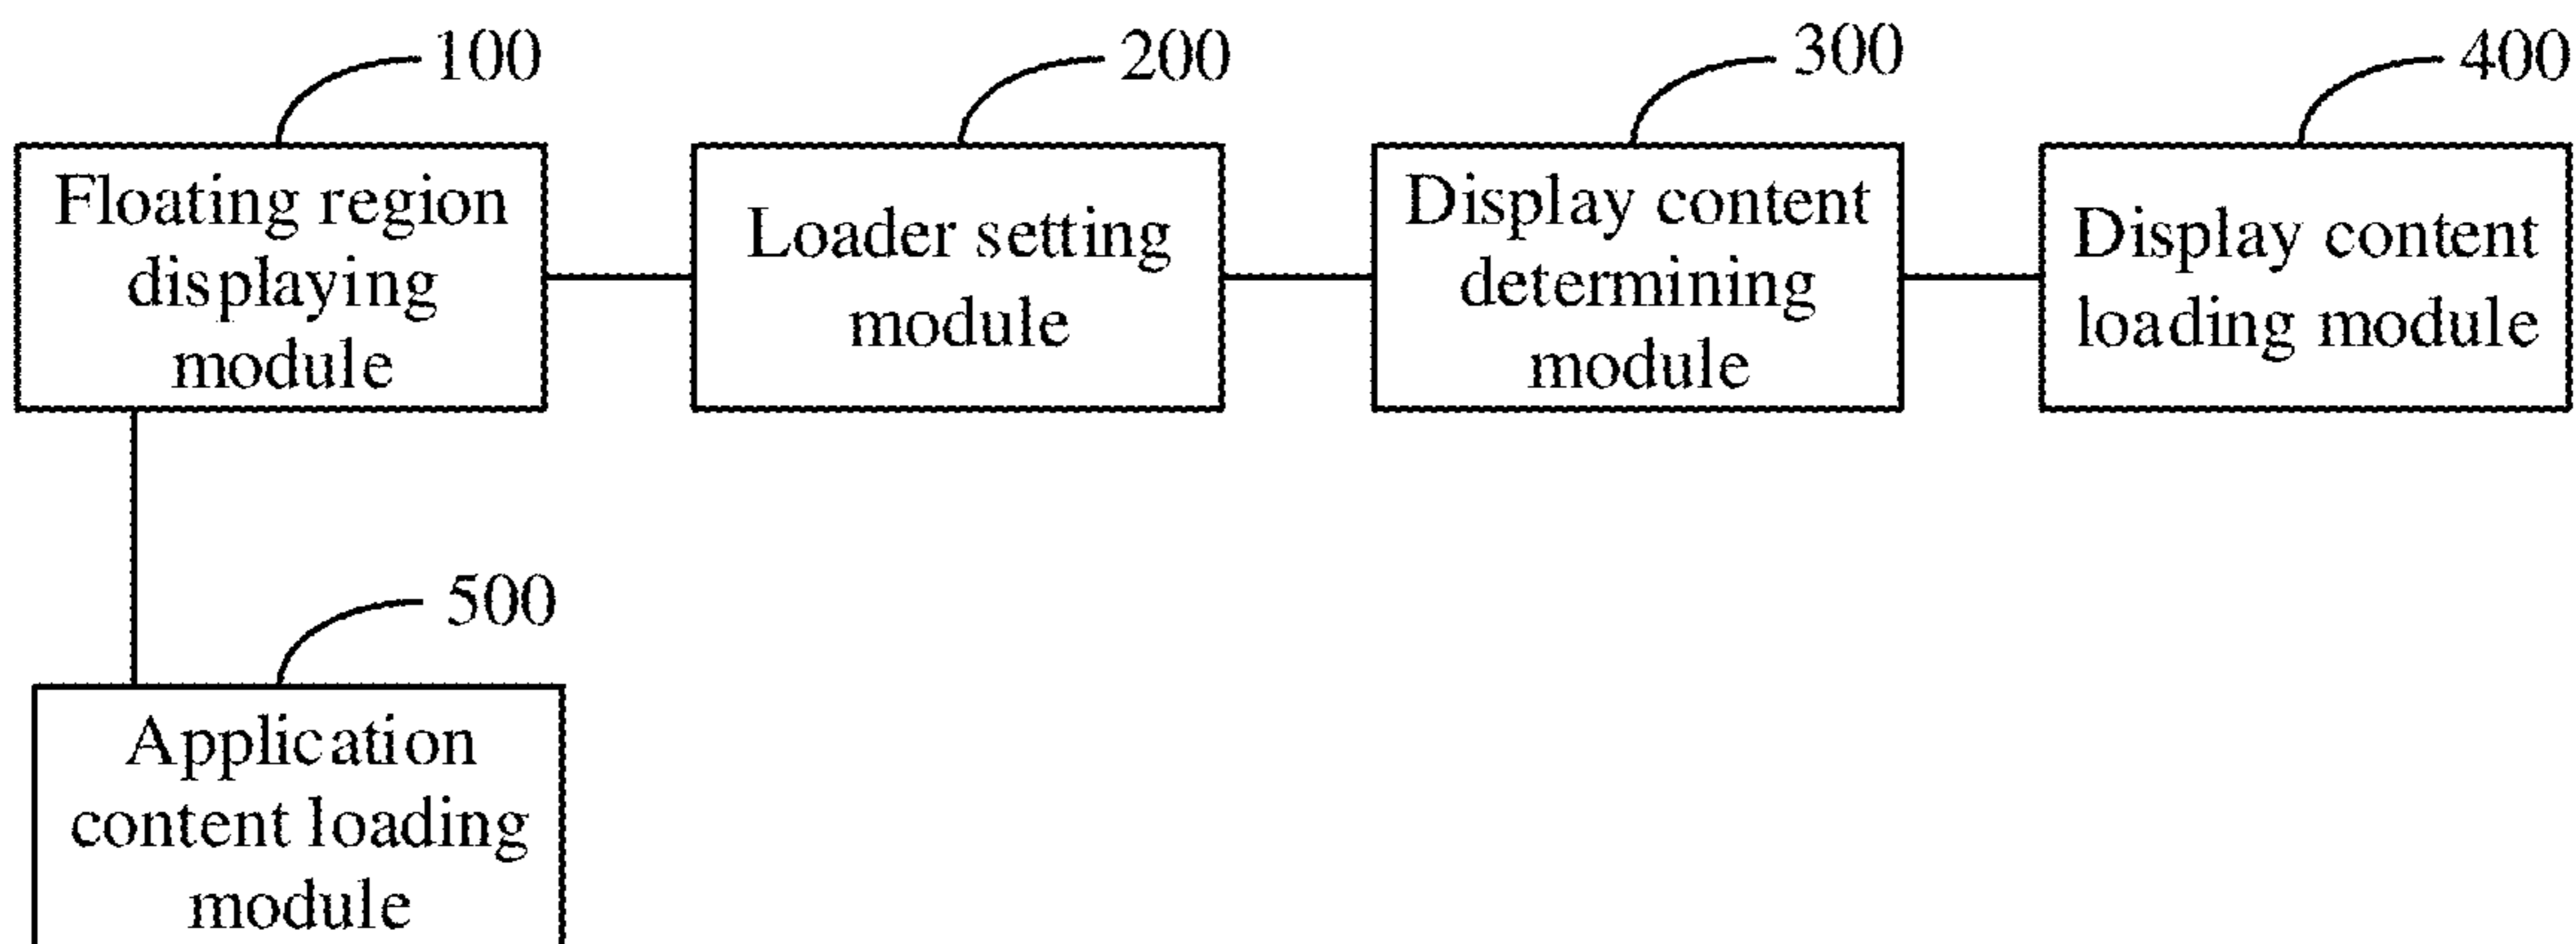 100
200
300
400
Floating region
displaying
module
Loader setting
module
Display content
determining
module
Display content
loading module
500
Application
content loading
module